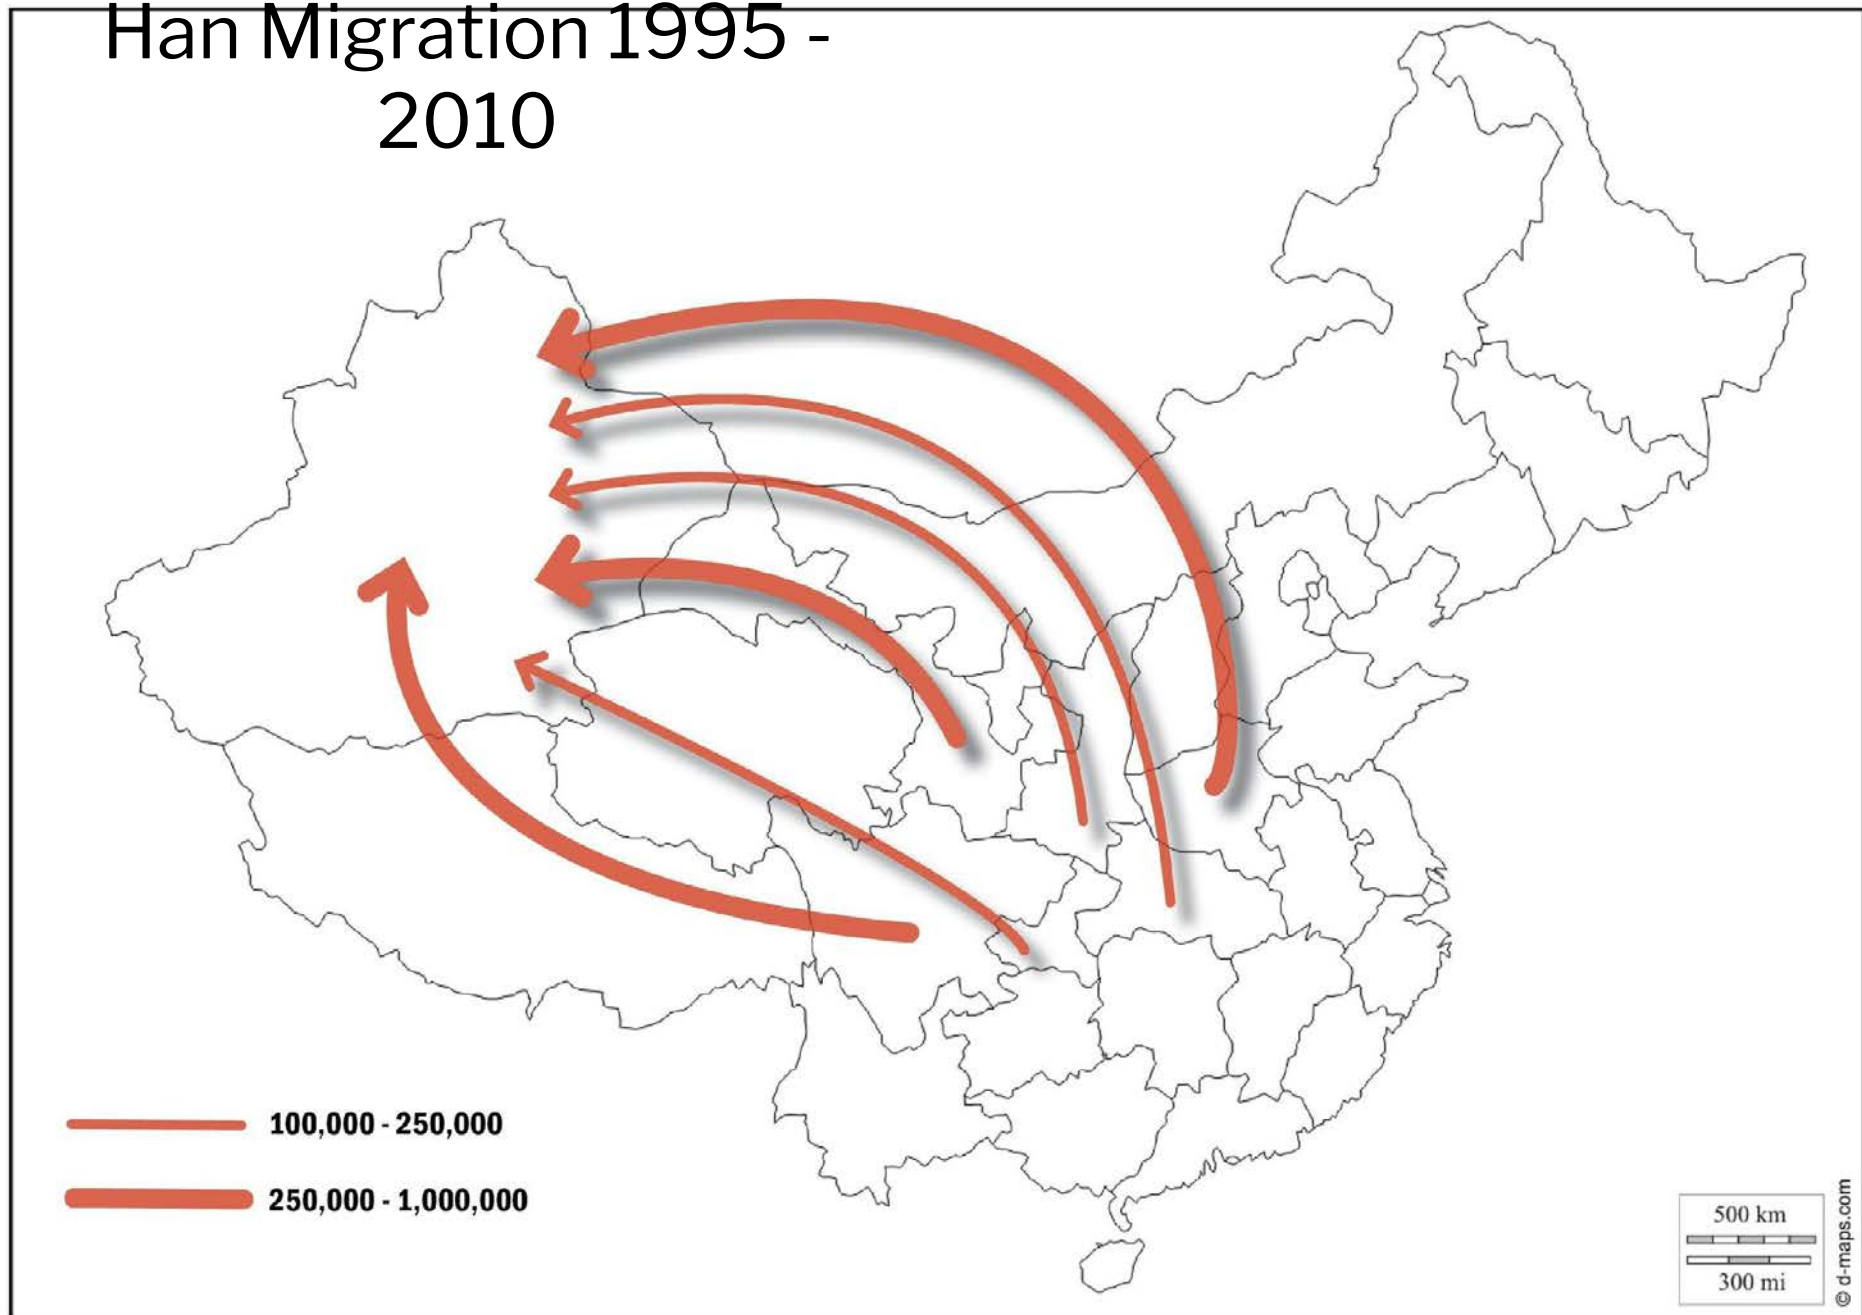 Han Migration 1995 -
2010
100,000 - 250,000
250,000 - 1,000,000
500 km
300 mi
© d-maps.com